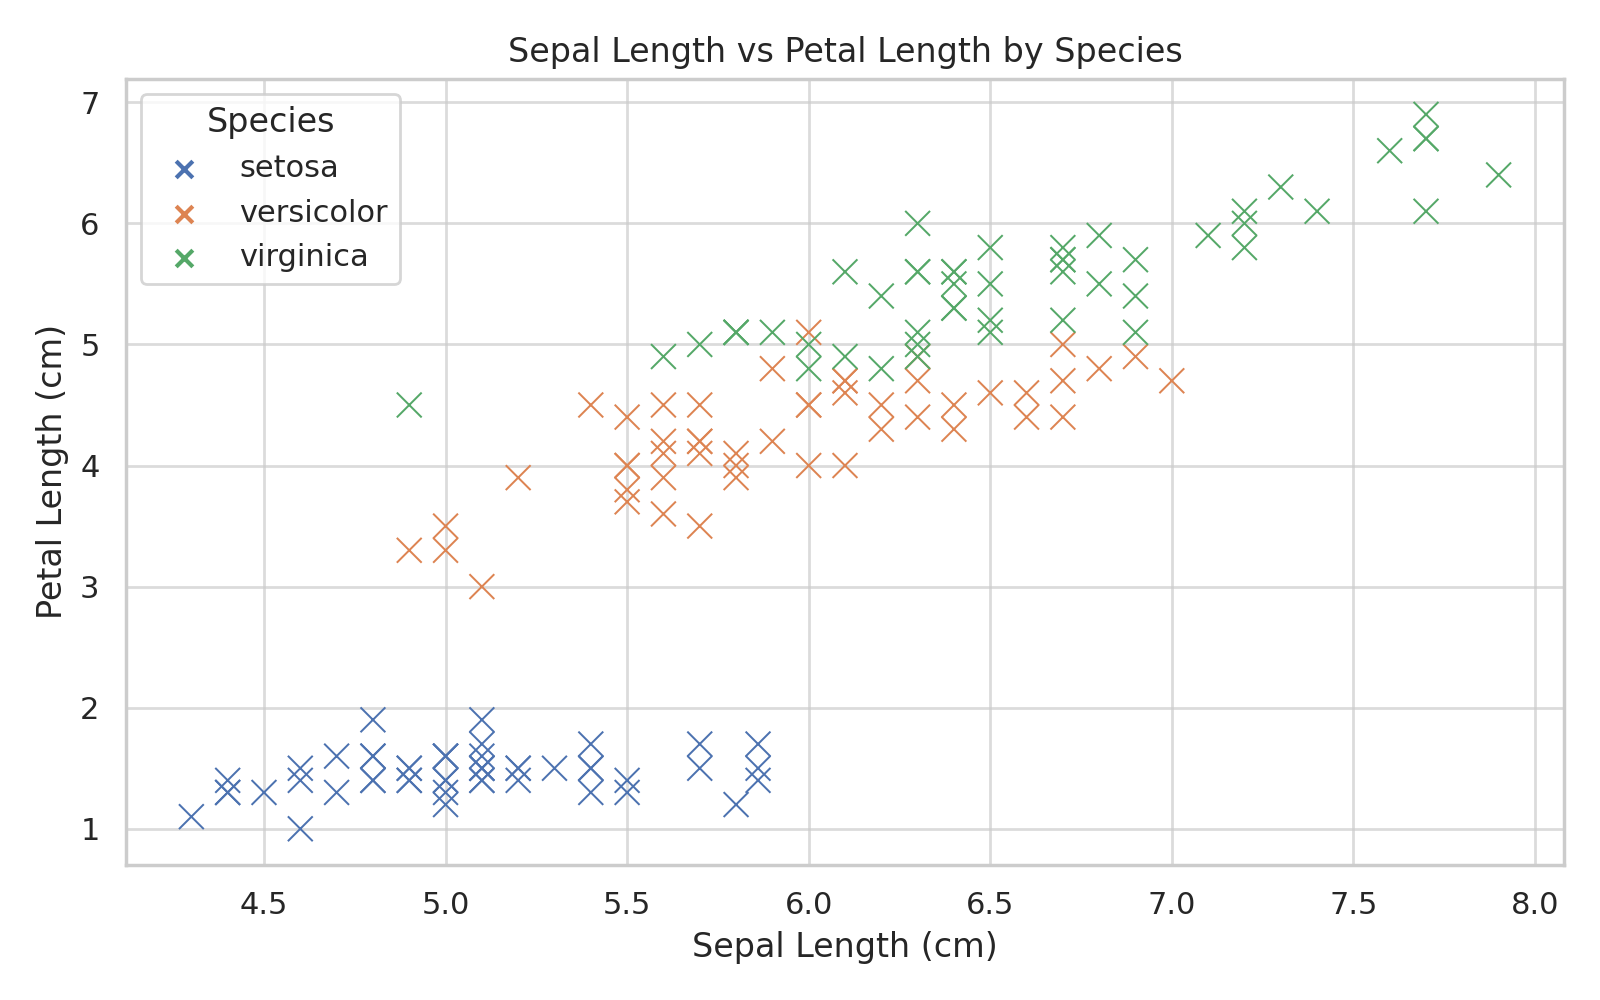 Sepal Length vs Petal Length by Species
Species
setosa
versicolor
virginica
Petal Length (cm)
7
6
5
4
3
2
1
4.5 5.0 5.5 6.0 6.5 7.0 7.5 8.0
Sepal Length (cm)